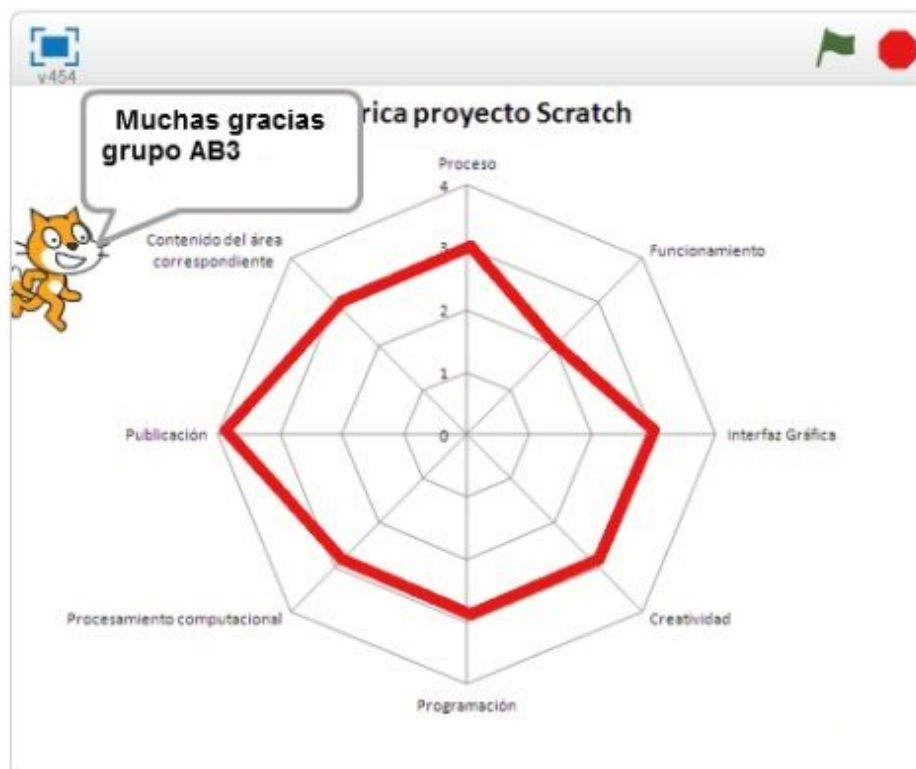 v454
Muchas gracias
grupo AB3
rica proyecto Scratch
Proceso
4
Contenido del área
correspondiente
Funcionamiento
3
2
1
Publicación
0
Interfaz Gráfica
Procesamiento computacional
Creatividad
Programación